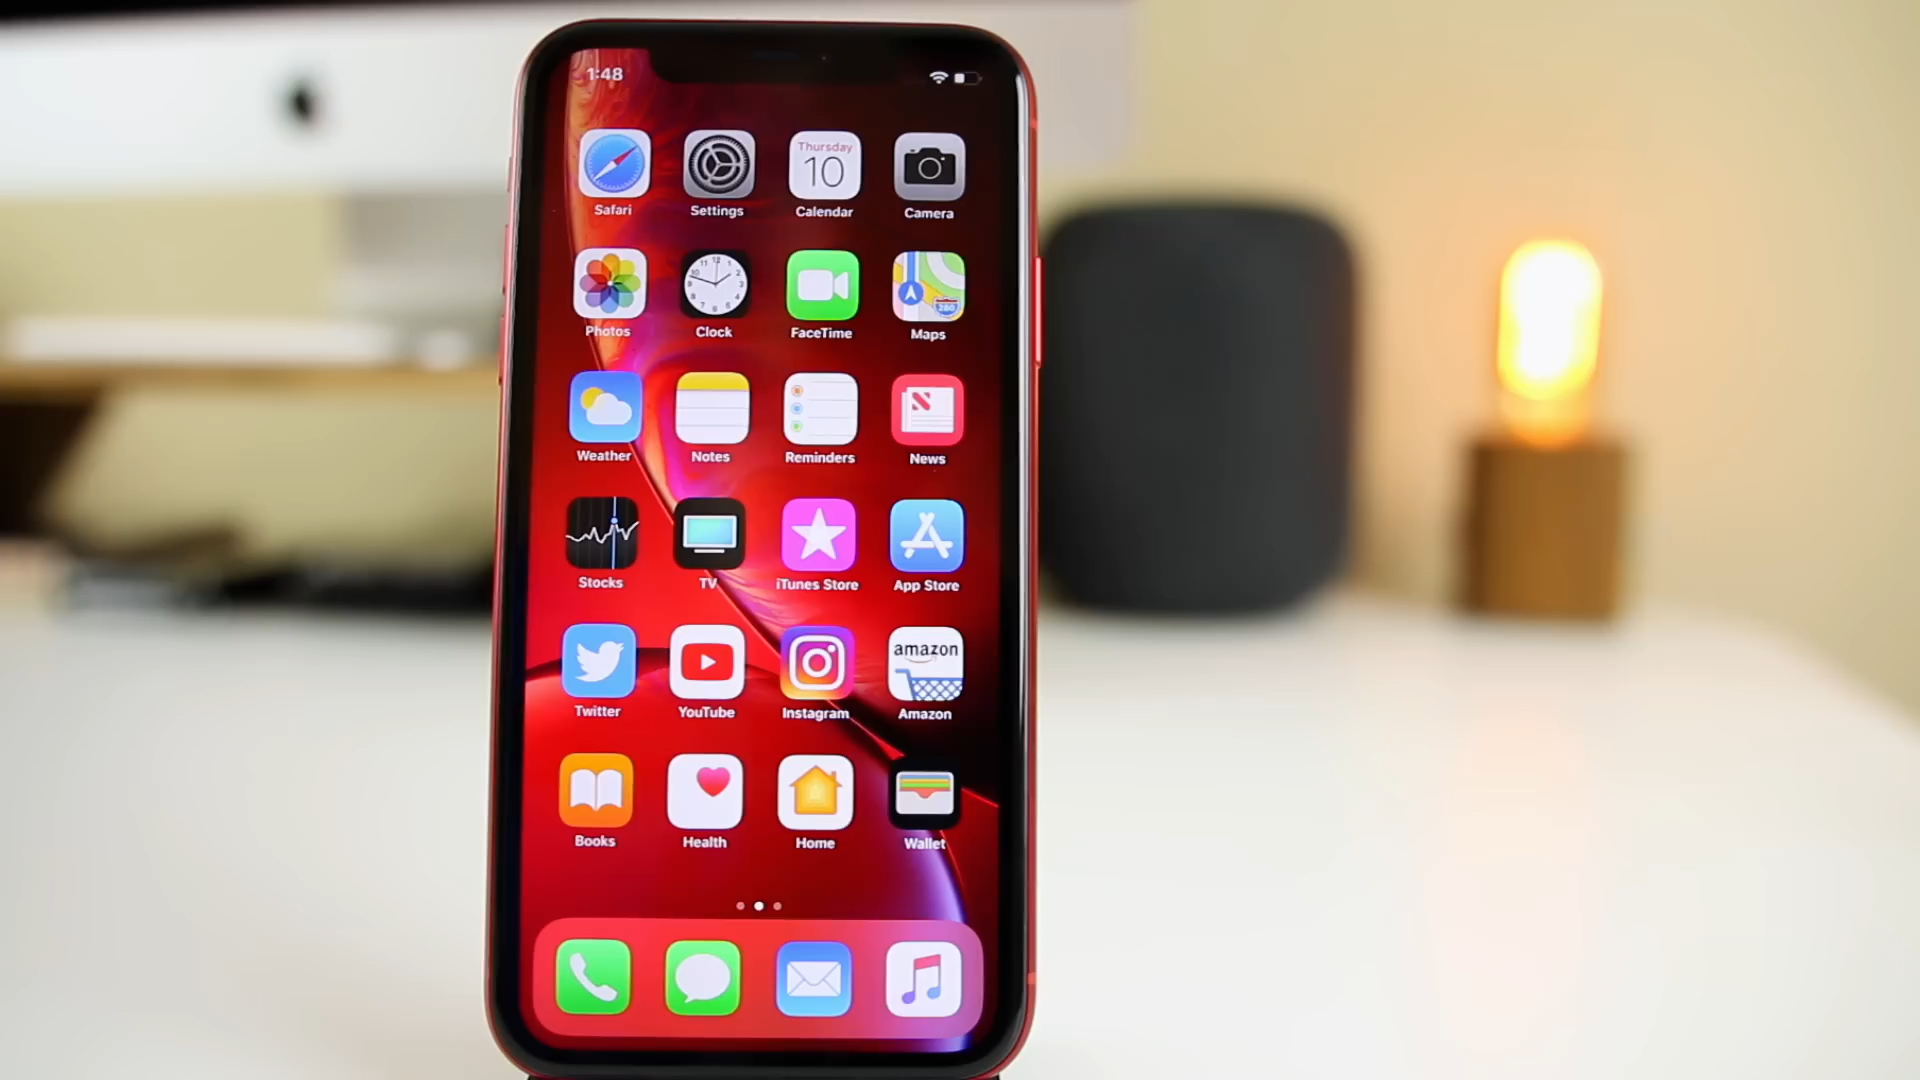 1:48
Thursday
10
Safari
Settings
Calendar
Camera
Photos
Clock
FaceTime
280
Maps
Weather
Notes
Reminders
News
Stocks
TV
iTunes Store
App Store
amazon
Twitter
YouTube
Instagram
Amazon
Books
Health
Home
Wallet